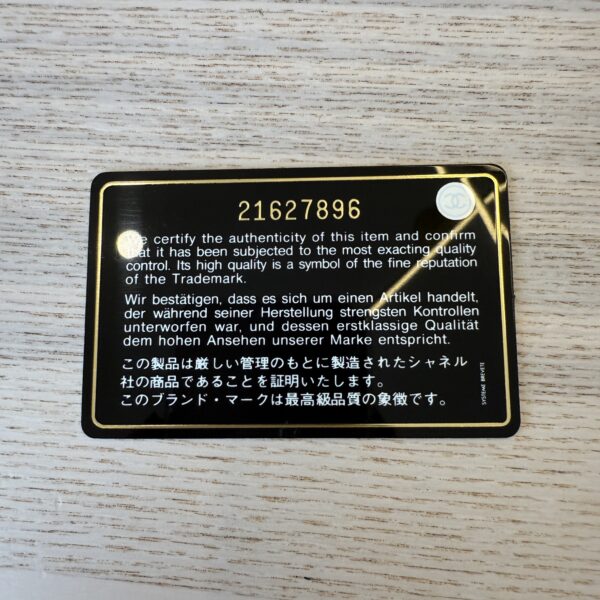 21627896
We certify the authenticity of this item and confirm
that it has been subjected to the most exacting quality
control. Its high quality is a symbol of the fine reputation
of the Trademark.
Wir bestätigen, dass es sich um einen Artikel handelt,
der während seiner Herstellung strengsten Kontrollen
unterworfen war, und dessen erstklassige Qualität
dem hohen Ansehen unserer Marke entspricht.
この製品は厳しい管理のもとに製造されたシャネル
社の商品であることを証明いたします。
このブランド・マークは最高級品質の象徴です。
SYSTEME BREVETE